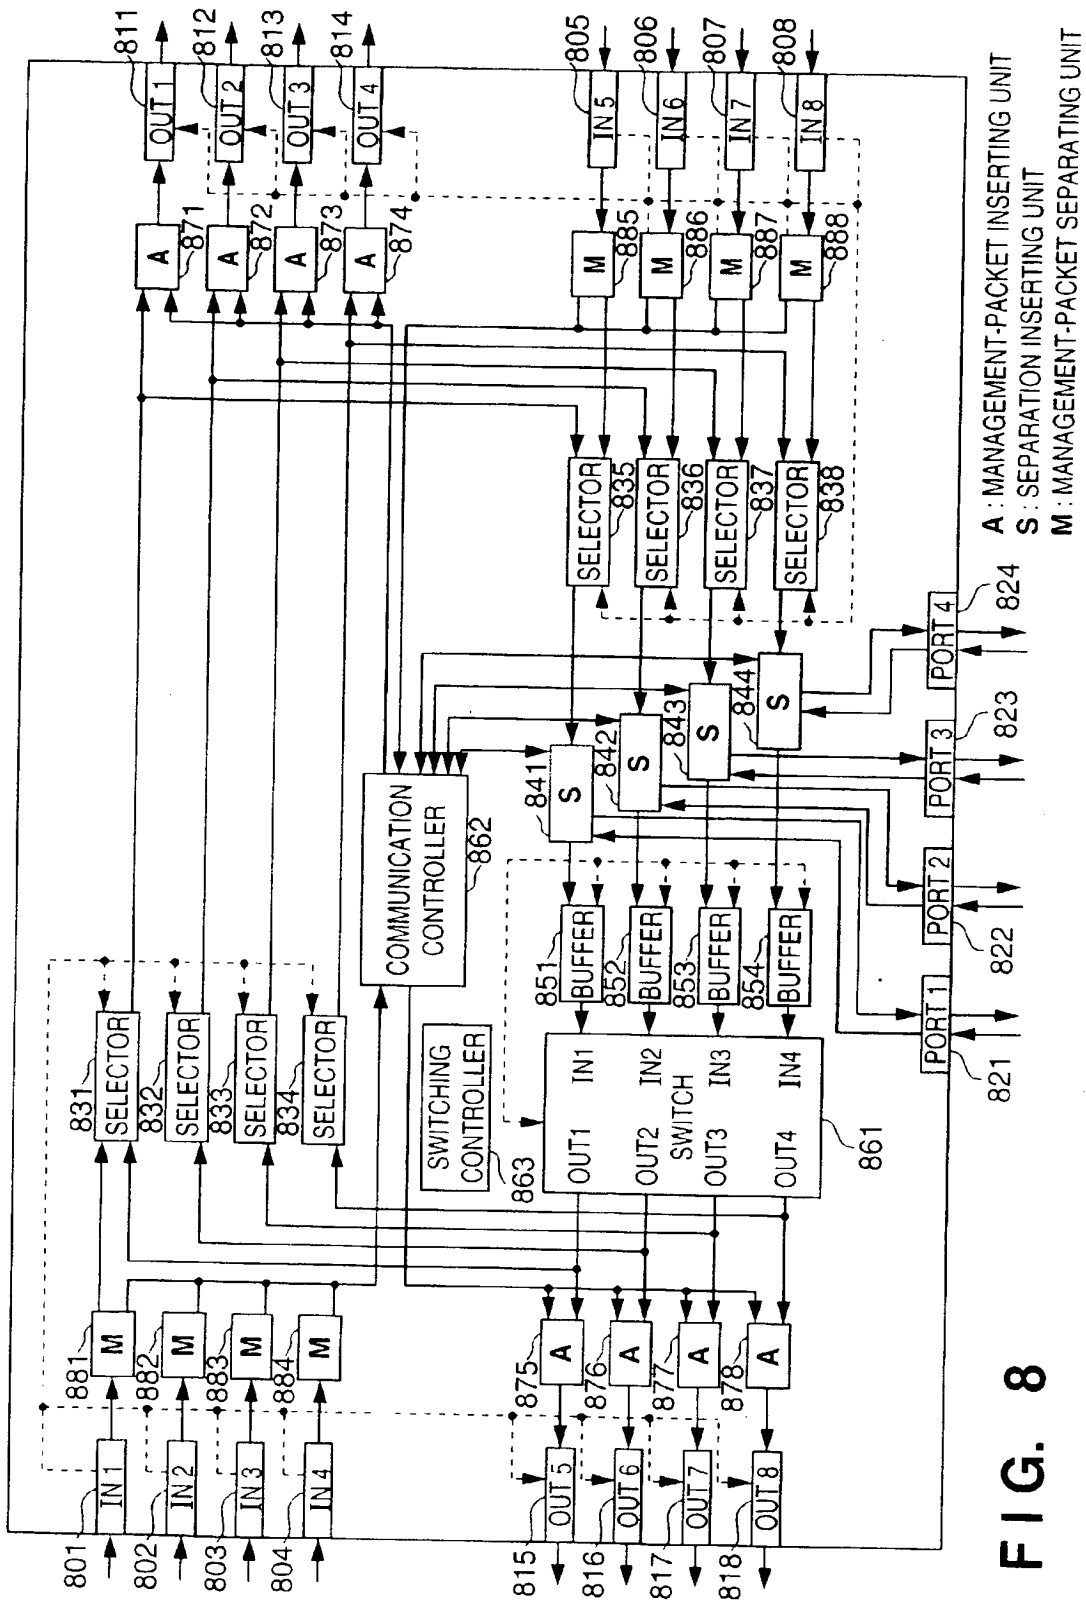 801
IN 1
881
M
831
SELECTOR
A
871
OUT 1
811
802
IN 2
882
M
832
SELECTOR
A
872
OUT 2
812
803
IN 3
883
M
833
SELECTOR
A
873
OUT 3
813
804
IN 4
884
M
834
SELECTOR
A
874
OUT 4
814
COMMUNICATION
CONTROLLER
862
SWITCHING
CONTROLLER
863
815
OUT 5
875
A
OUT1
IN1
851
BUFFER
841
S
SELECTOR
835
M
885
IN 5
805
816
OUT 6
876
A
OUT2
IN2
852
BUFFER
842
S
SELECTOR
836
M
886
IN 6
806
SWITCH
817
OUT 7
877
A
OUT3
IN3
853
BUFFER
843
S
SELECTOR
837
M
887
IN 7
807
818
OUT 8
878
A
OUT4
IN4
854
BUFFER
844
S
SELECTOR
838
M
888
IN 8
808
861
PORT 1
821
PORT 2
822
PORT 3
823
PORT 4
824
A : MANAGEMENT-PACKET INSERTING UNIT
S : SEPARATION INSERTING UNIT
M : MANAGEMENT-PACKET SEPARATING UNIT
FIG. 8